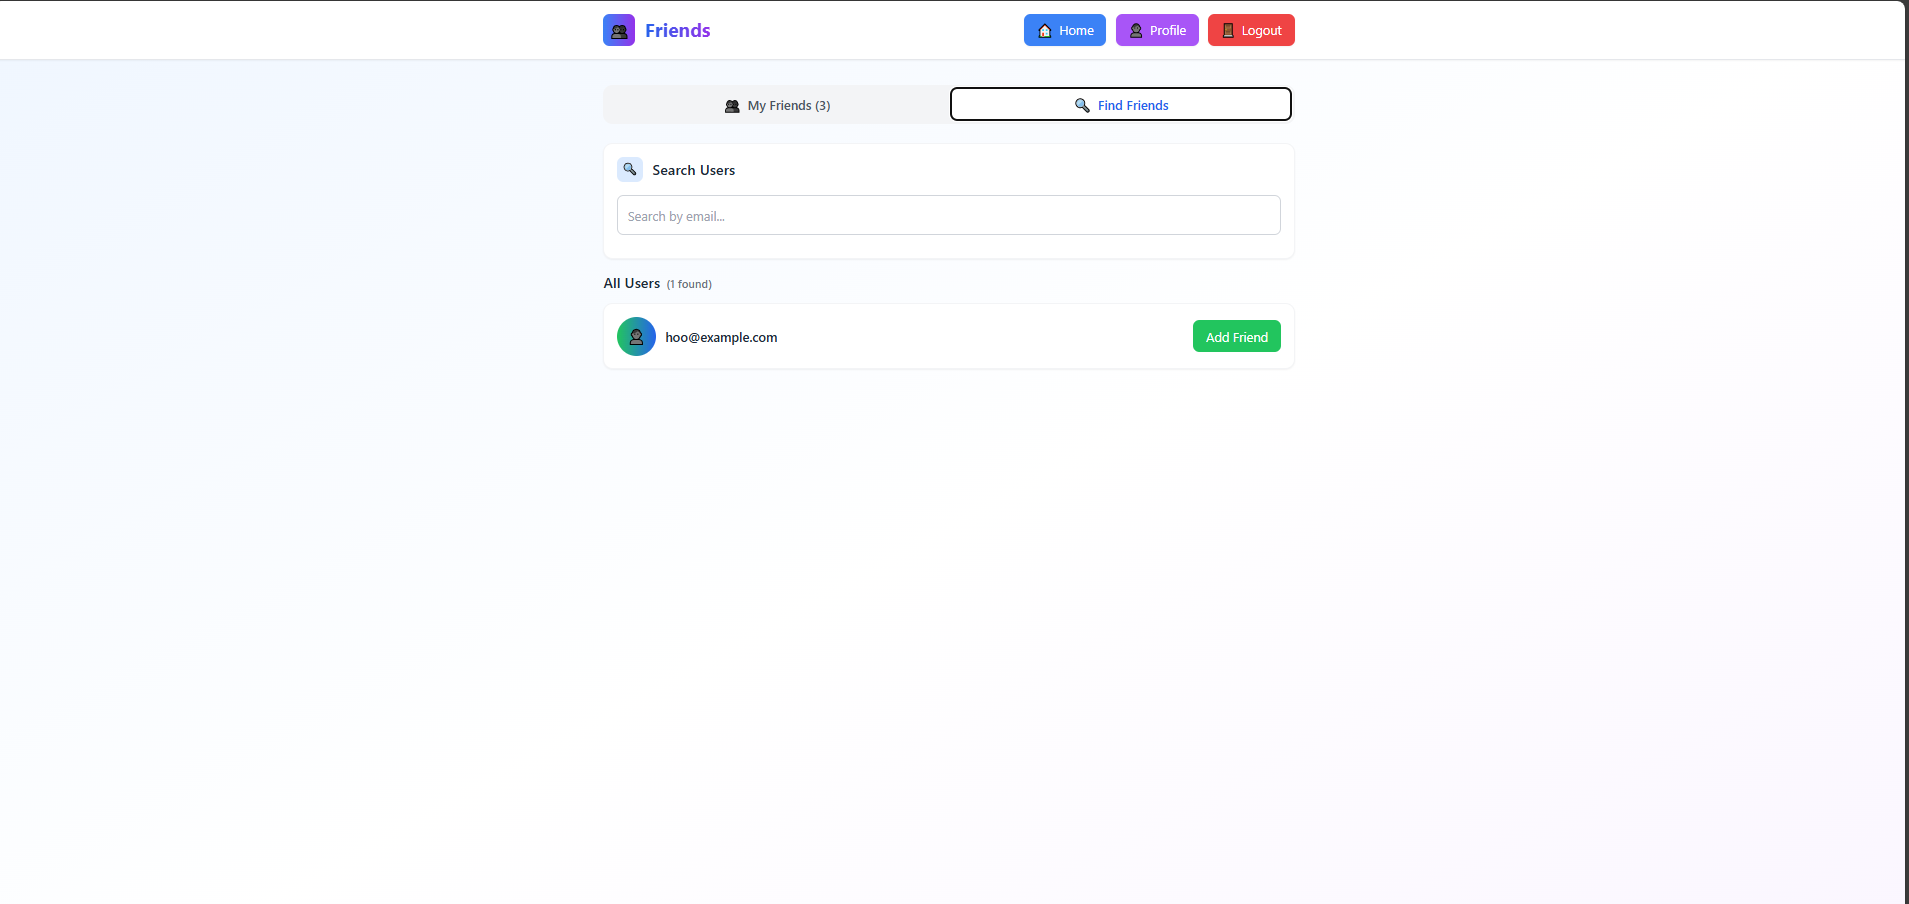 Friends
Home
Profile
Logout
My Friends (3)
Find Friends
Search Users
Search by email...
All Users (1 found)
hoo@example.com
Add Friend